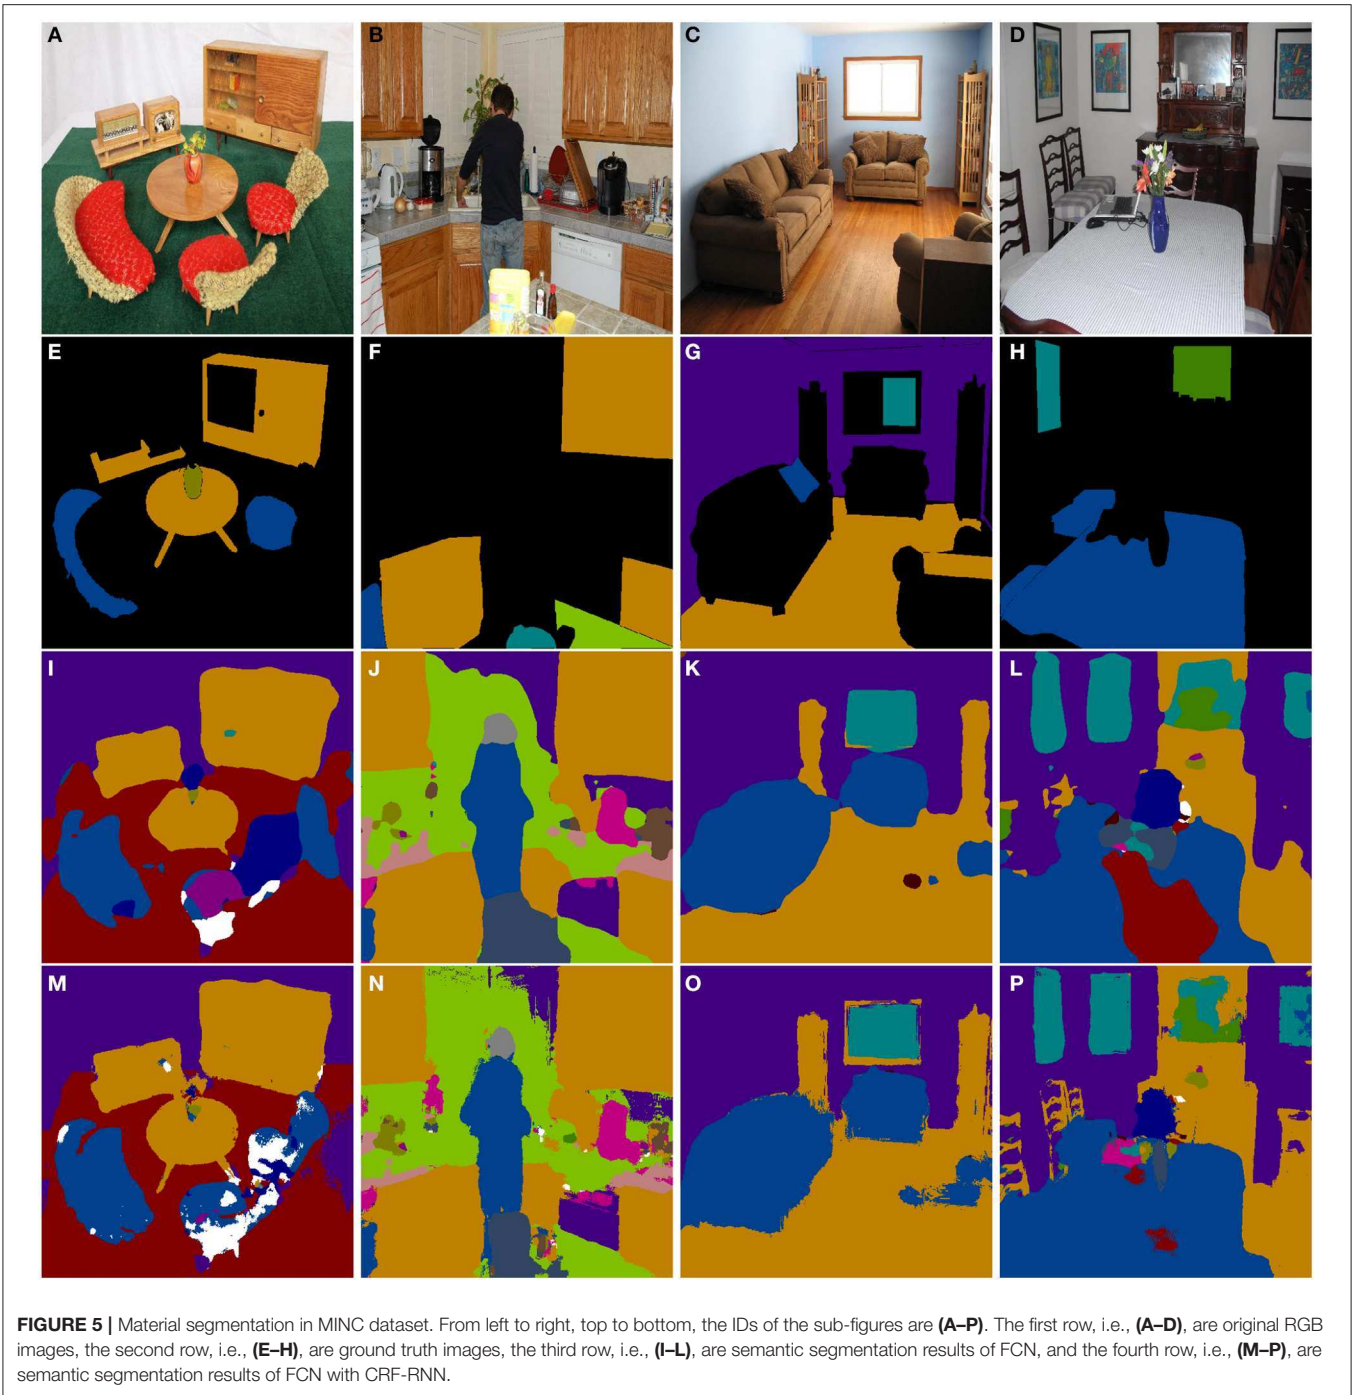 A
B
C
D
E
F
G
H
I
J
K
L
M
N
O
P
FIGURE 5 | Material segmentation in MINC dataset. From left to right, top to bottom, the IDs of the sub-figures are (A–P). The first row, i.e., (A–D), are original RGB
images, the second row, i.e., (E–H), are ground truth images, the third row, i.e., (I–L), are semantic segmentation results of FCN, and the fourth row, i.e., (M–P), are
semantic segmentation results of FCN with CRF-RNN.